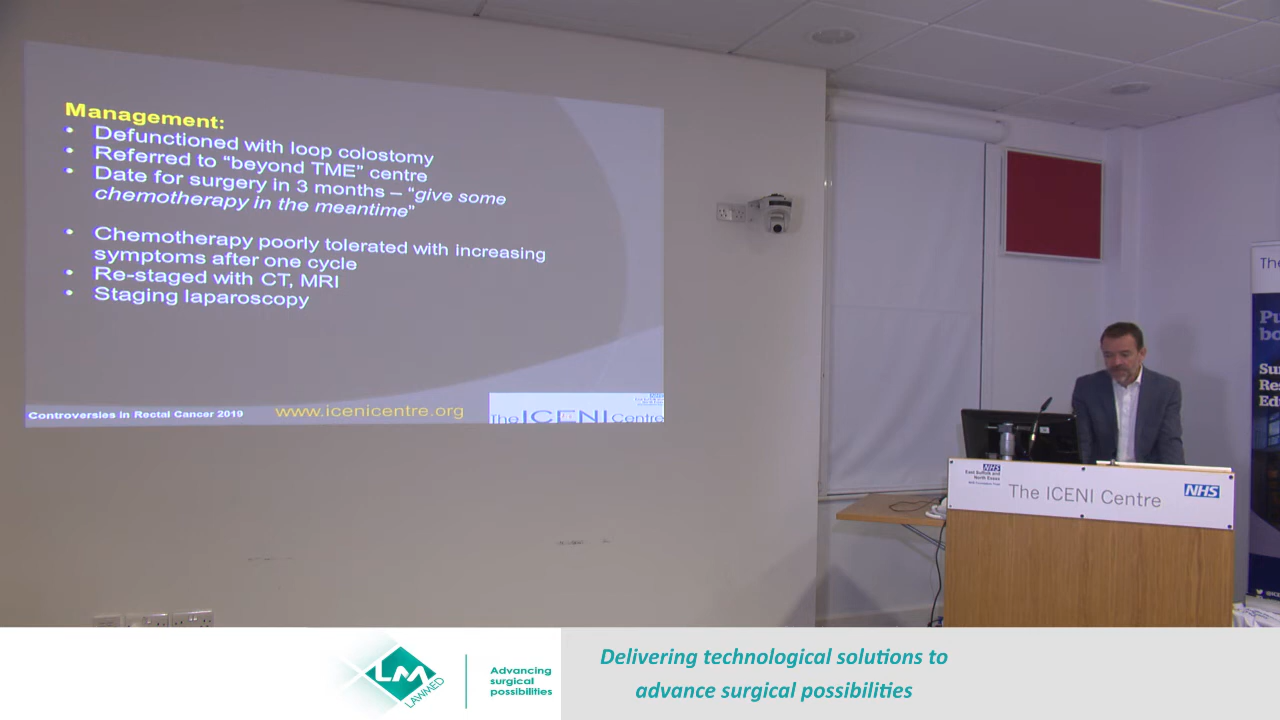 Management:
• Defunctioned with loop colostomy
• Referred to “beyond TME” centre
• Date for surgery in 3 months – “give some
chemotherapy in the meantime”
• Chemotherapy poorly tolerated with increasing
symptoms after one cycle
• Re-staged with CT, MRI
• Staging laparoscopy
Controversies in Rectal Cancer 2019
www.icenicentre.org
The ICENI Centre
NHS
East Suffolk and
North Essex
The ICENI Centre
NHS
LM
LAWMED
Advancing
surgical
possibilities
Delivering technological solutions to
advance surgical possibilities